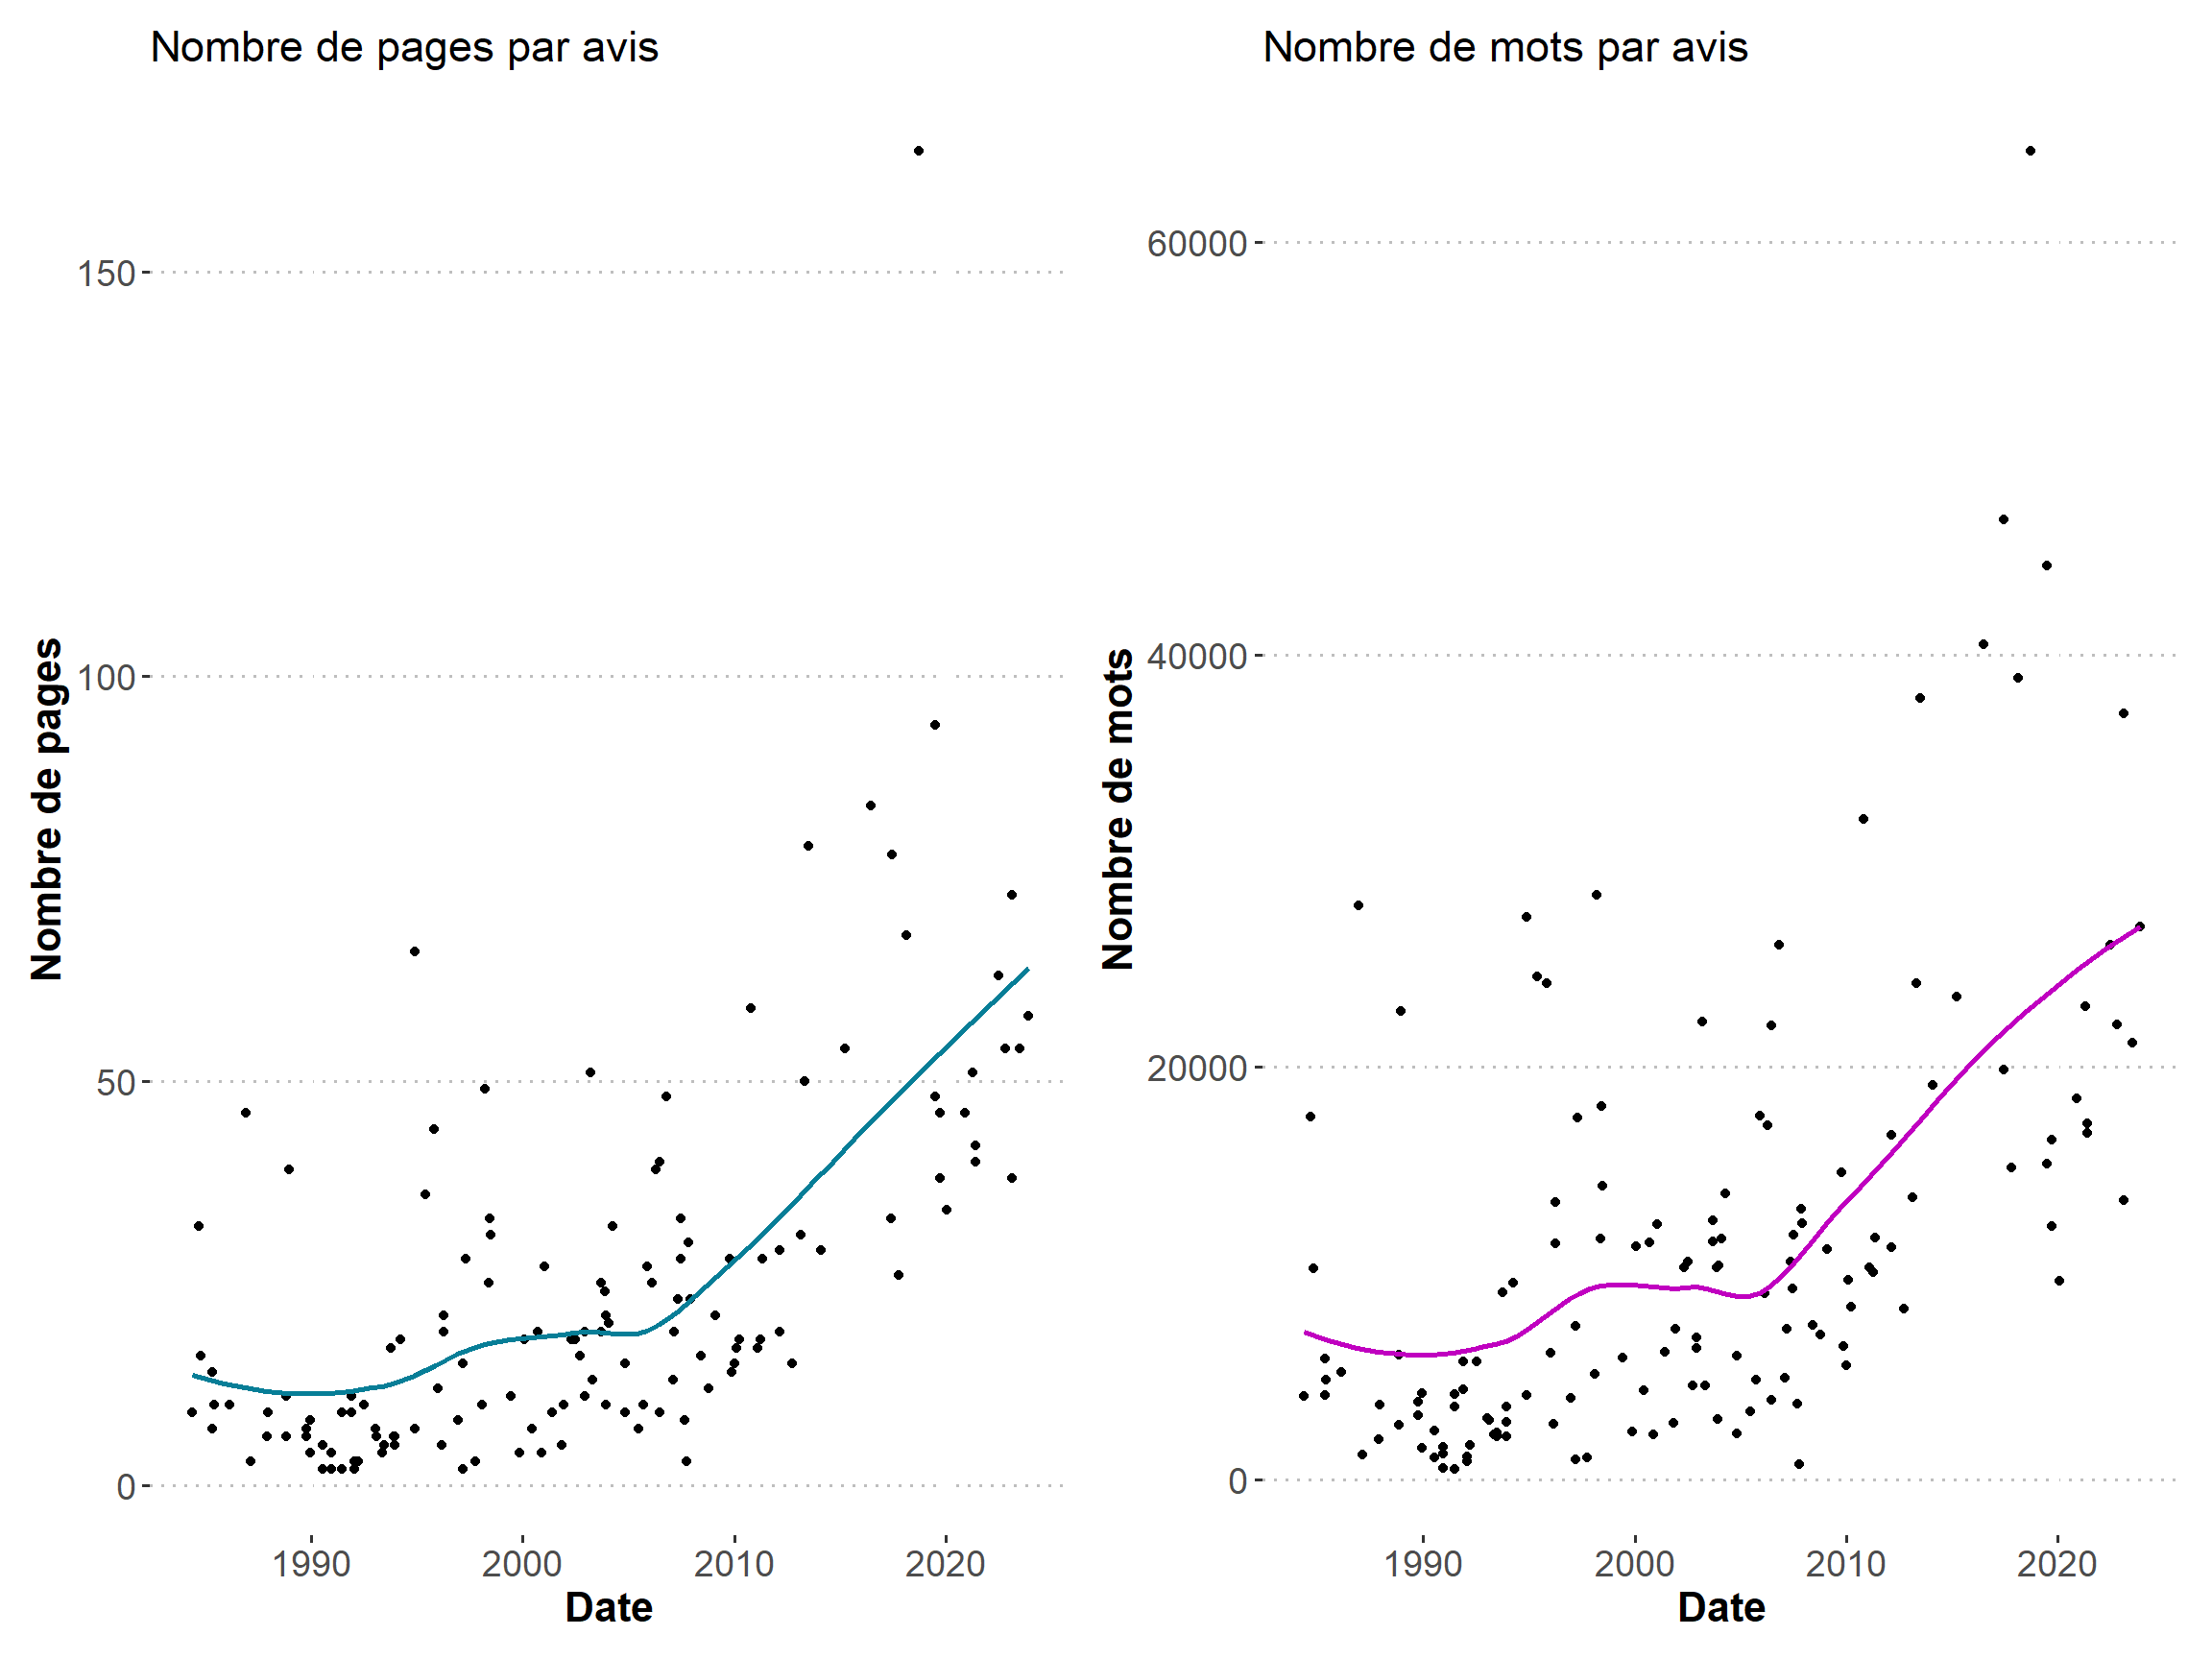 Nombre de pages par avis
Nombre de pages
150
100
50
0
1990 2000 2010 2020
Date
Nombre de mots par avis
Nombre de mots
60000
40000
20000
0
1990 2000 2010 2020
Date